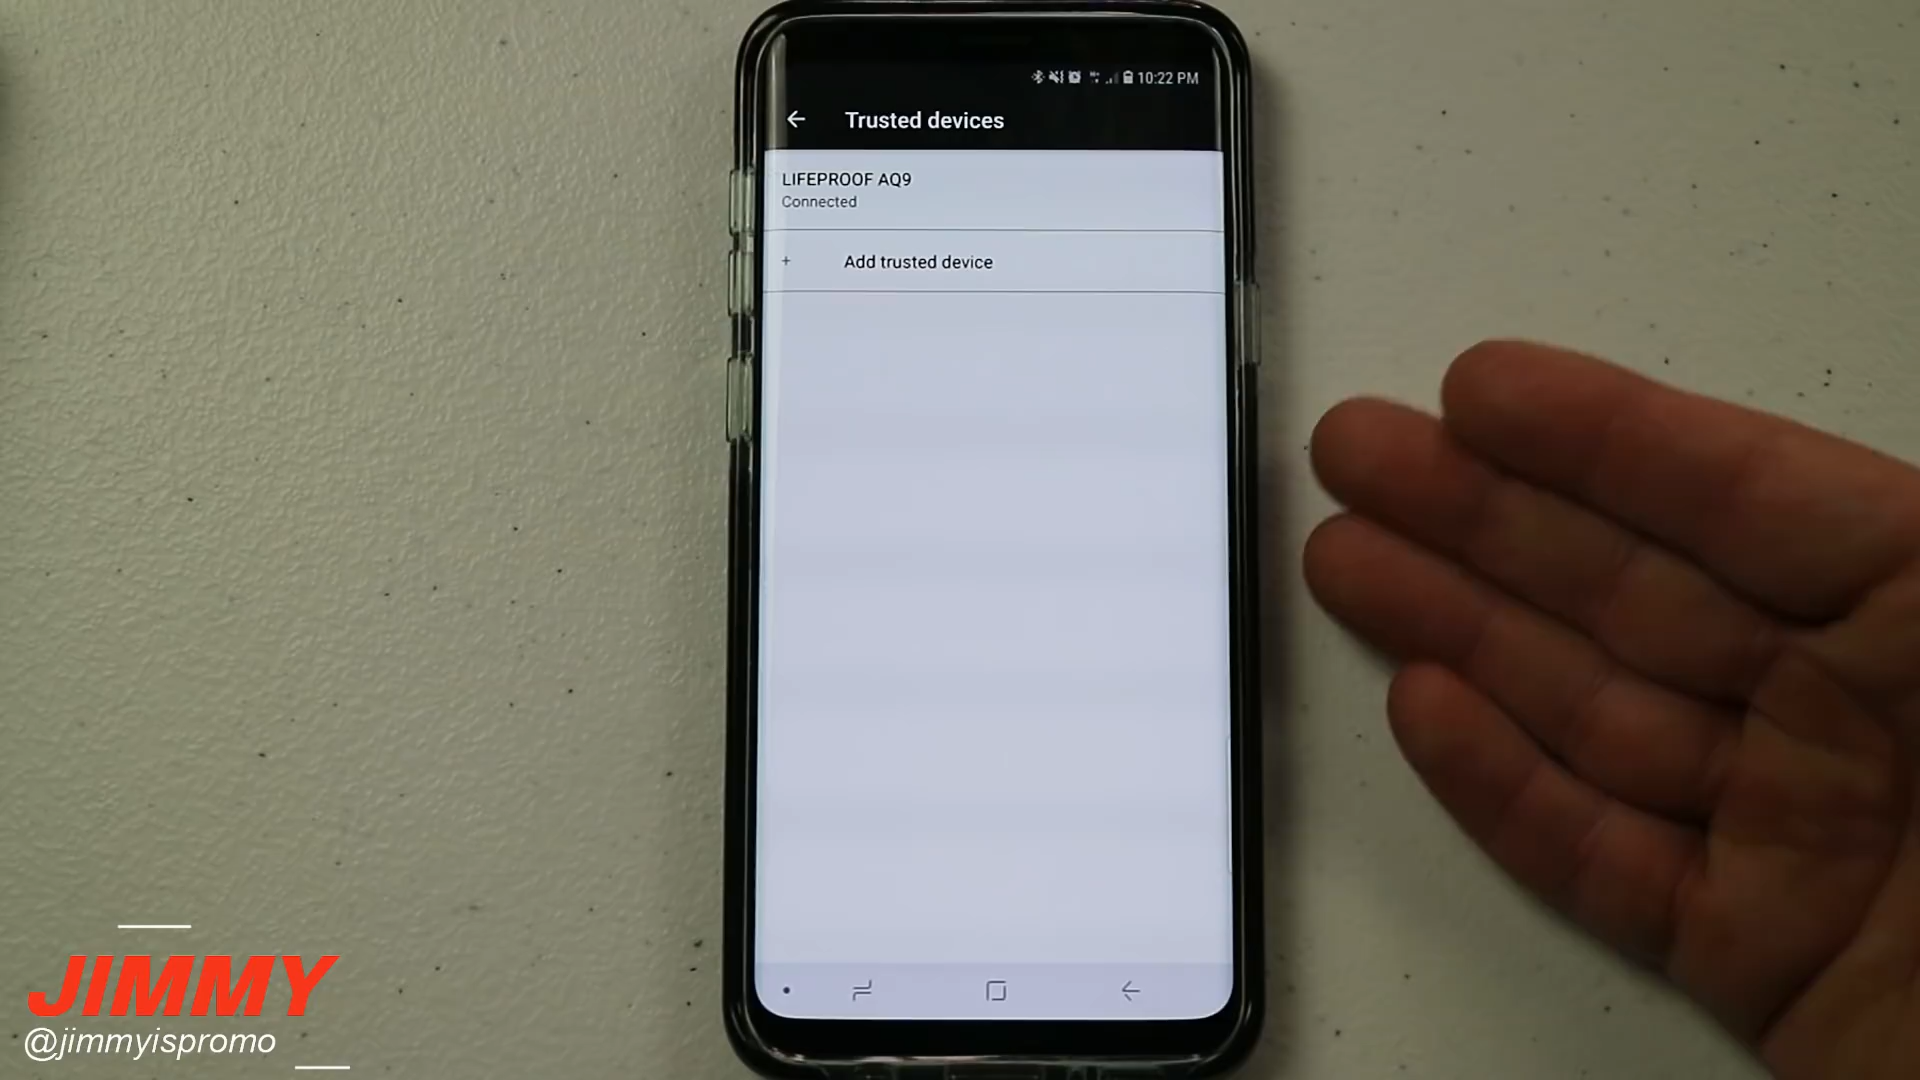 10:22 PM
Trusted devices
LIFEPROOF AQ9
Connected
+ Add trusted device
JIMMY
@jimmyispromo